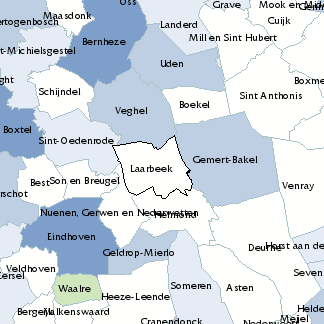 Oss
Grave
Mook en Mid
Maasdonk
Cuijk
ertogenbosch
Landerd
Bernheze
Mill en Sint Hubert
t-Michielsgestel
Uden
ght
Boxme
Schijndel
Sint Anthonis
Boekel
Veghel
Boxtel
Sint-Oedenrode
Gemert-Bakel
Laarbeek
Best
Son en Breugel
Venray
rschot
Nuenen, Gerwen en Nederwetten
Helmond
Eindhoven
Deurne
Horst aan de
Geldrop-Mierlo
Veldhoven
Seven
ersel
Waalre
Someren
Asten
Heeze-Leende
Helde
Bergeijk
Valkenswaard
Meijel
Cranendonck
Nederweert